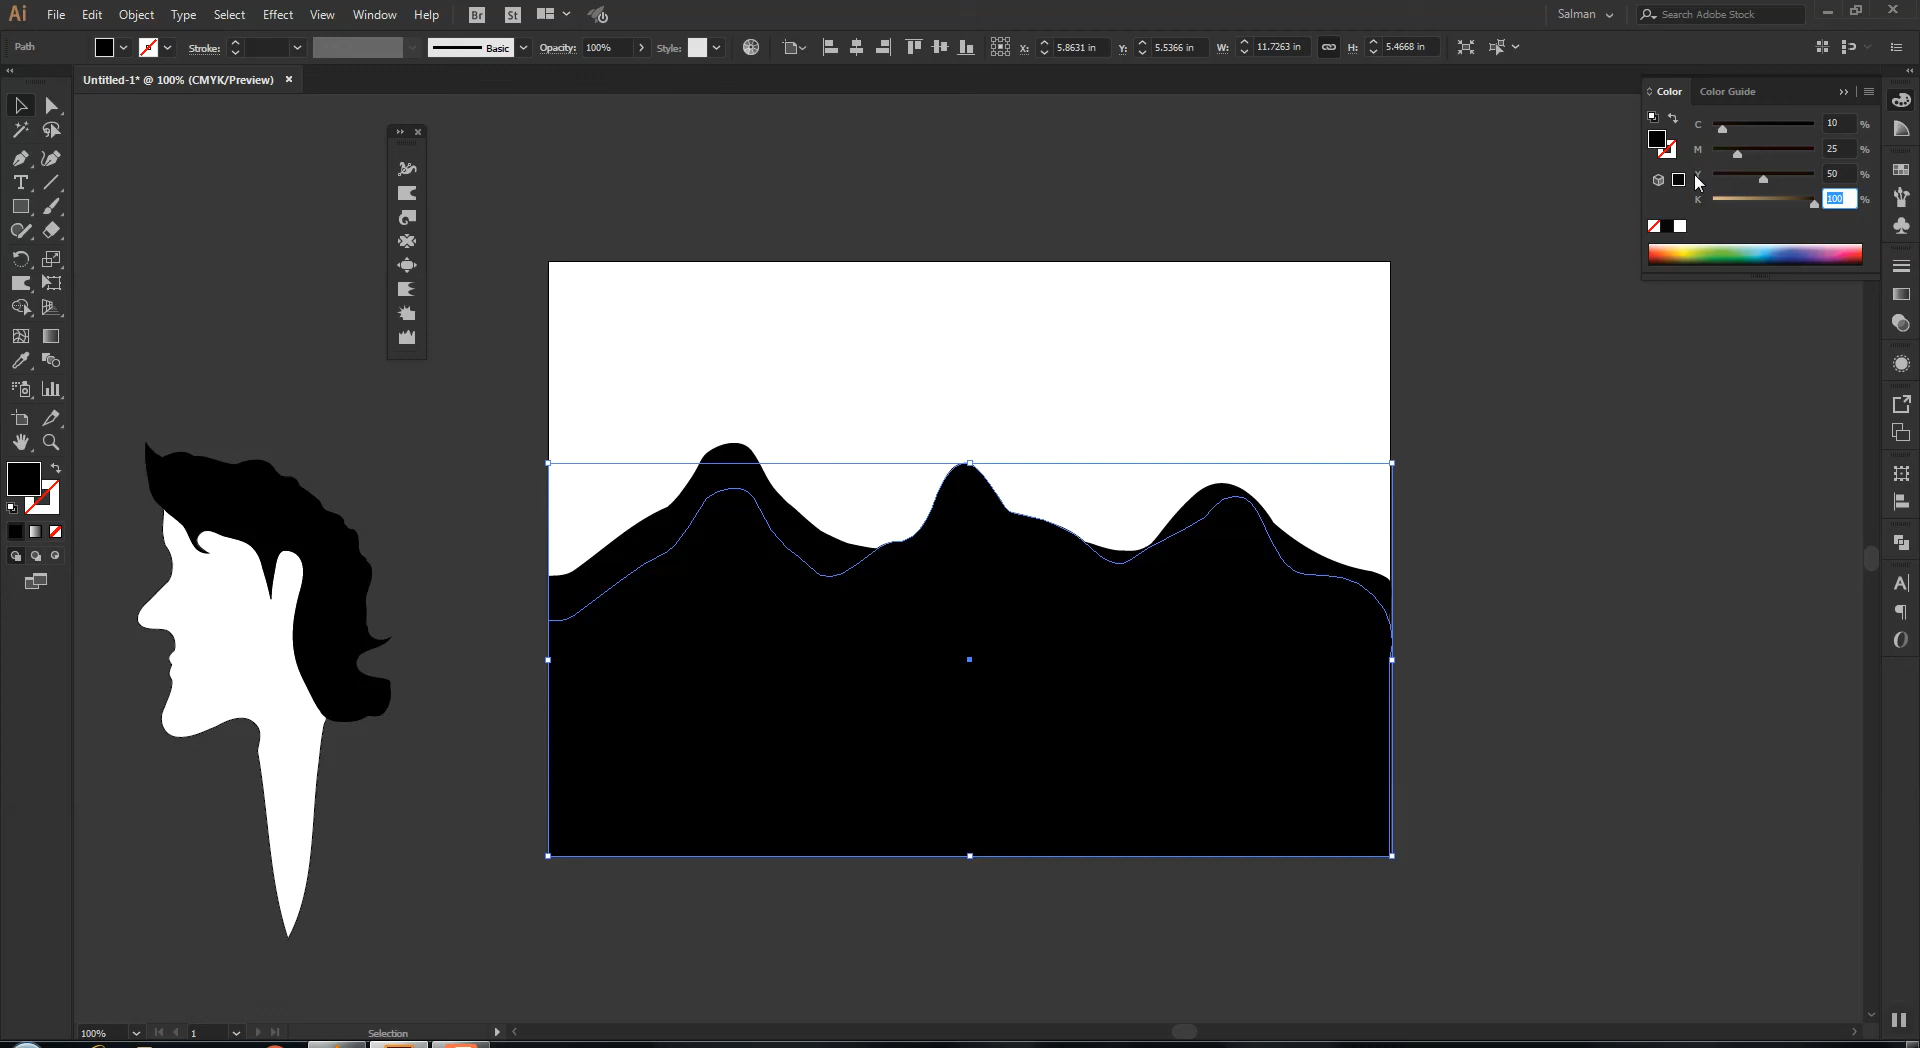 Ai File Edit Object Type Select Effect View Window Help Br St Salman Search Adobe Stock
Path Stroke: Basic Opacity: 100% Style: X: 5.8631 in Y: 5.5366 in W: 11.7263 in H: 5.4668 in
Untitled-1* @ 100% (CMYK/Preview)
Color Color Guide
C 10 %
M 25 %
Y 50 %
K 100 %
100% 1 Selection